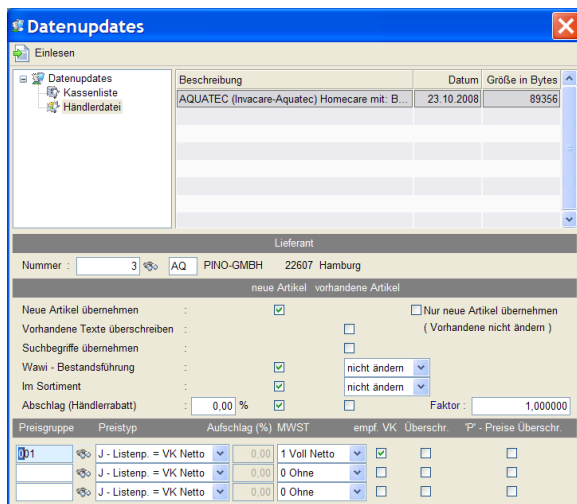 Datenupdates
Einlesen
Datenupdates
Kassenliste
Händlerdatei
Beschreibung Datum Größe in Bytes
AQUATEC (Invacare-Aquatec) Homecare mit: B... 23.10.2008 89356
Lieferant
Nummer : 3 AQ PINO-GMBH 22607 Hamburg
neue Artikel vorhandene Artikel
Neue Artikel übernehmen : Nur neue Artikel übernehmen
Vorhandene Texte überschreiben : ( Vorhandene nicht ändern )
Suchbegriffe übernehmen :
Wawi - Bestandsführung : nicht ändern
Im Sortiment : nicht ändern
Abschlag (Händlerrabatt) : 0,00 % Faktor : 1,000000
Preisgruppe Preistyp Aufschlag (%) MWST empf. VK Überschr. 'P' - Preise Überschr.
001 J - Listenp. = VK Netto 0,00 1 Voll Netto
J - Listenp. = VK Netto 0,00 0 Ohne
J - Listenp. = VK Netto 0,00 0 Ohne